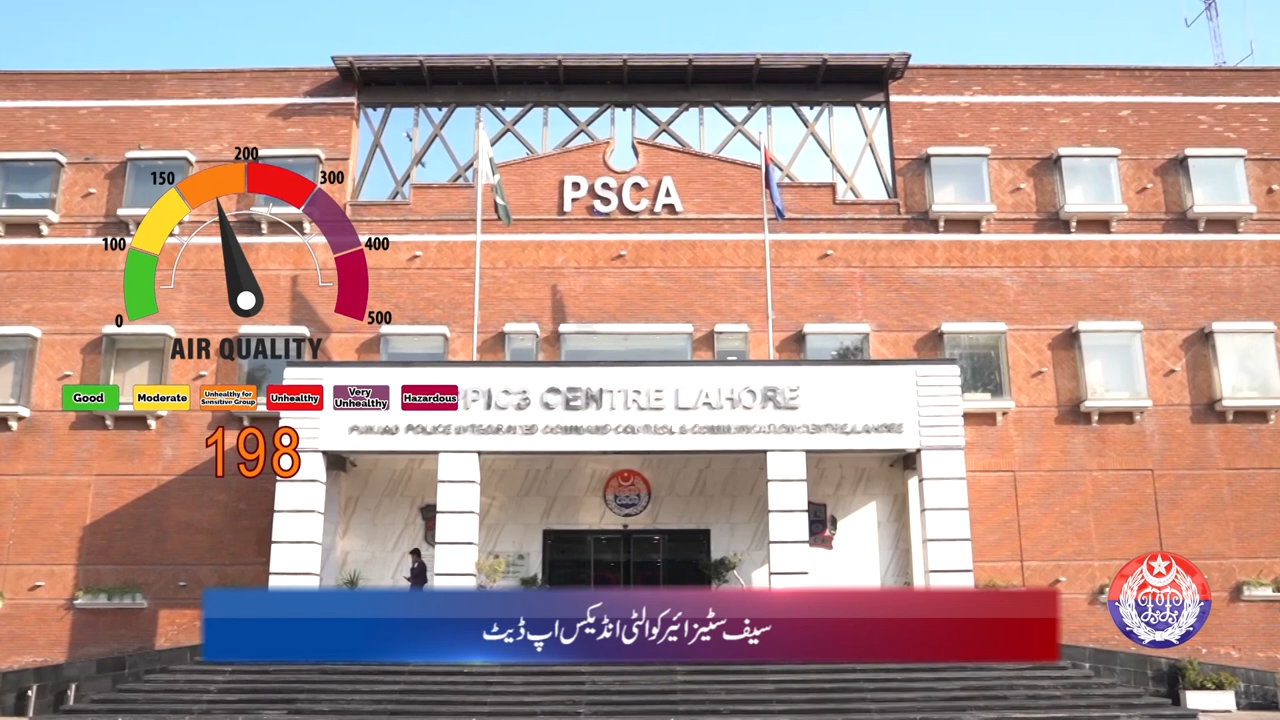 PSCA
200
150
300
100
400
0
500
AIR QUALITY
Good
Moderate
Unhealthy for
Sensitive Group
Unhealthy
Very
Unhealthy
Hazardous
PIC3 CENTRE LAHORE
PUNJAB POLICE INTEGRATED COMMAND CONTROL & COMMUNICATION CENTRE, LAHORE
198
سیف سٹیز ائیر کوالٹی انڈیکس اپ ڈیٹ